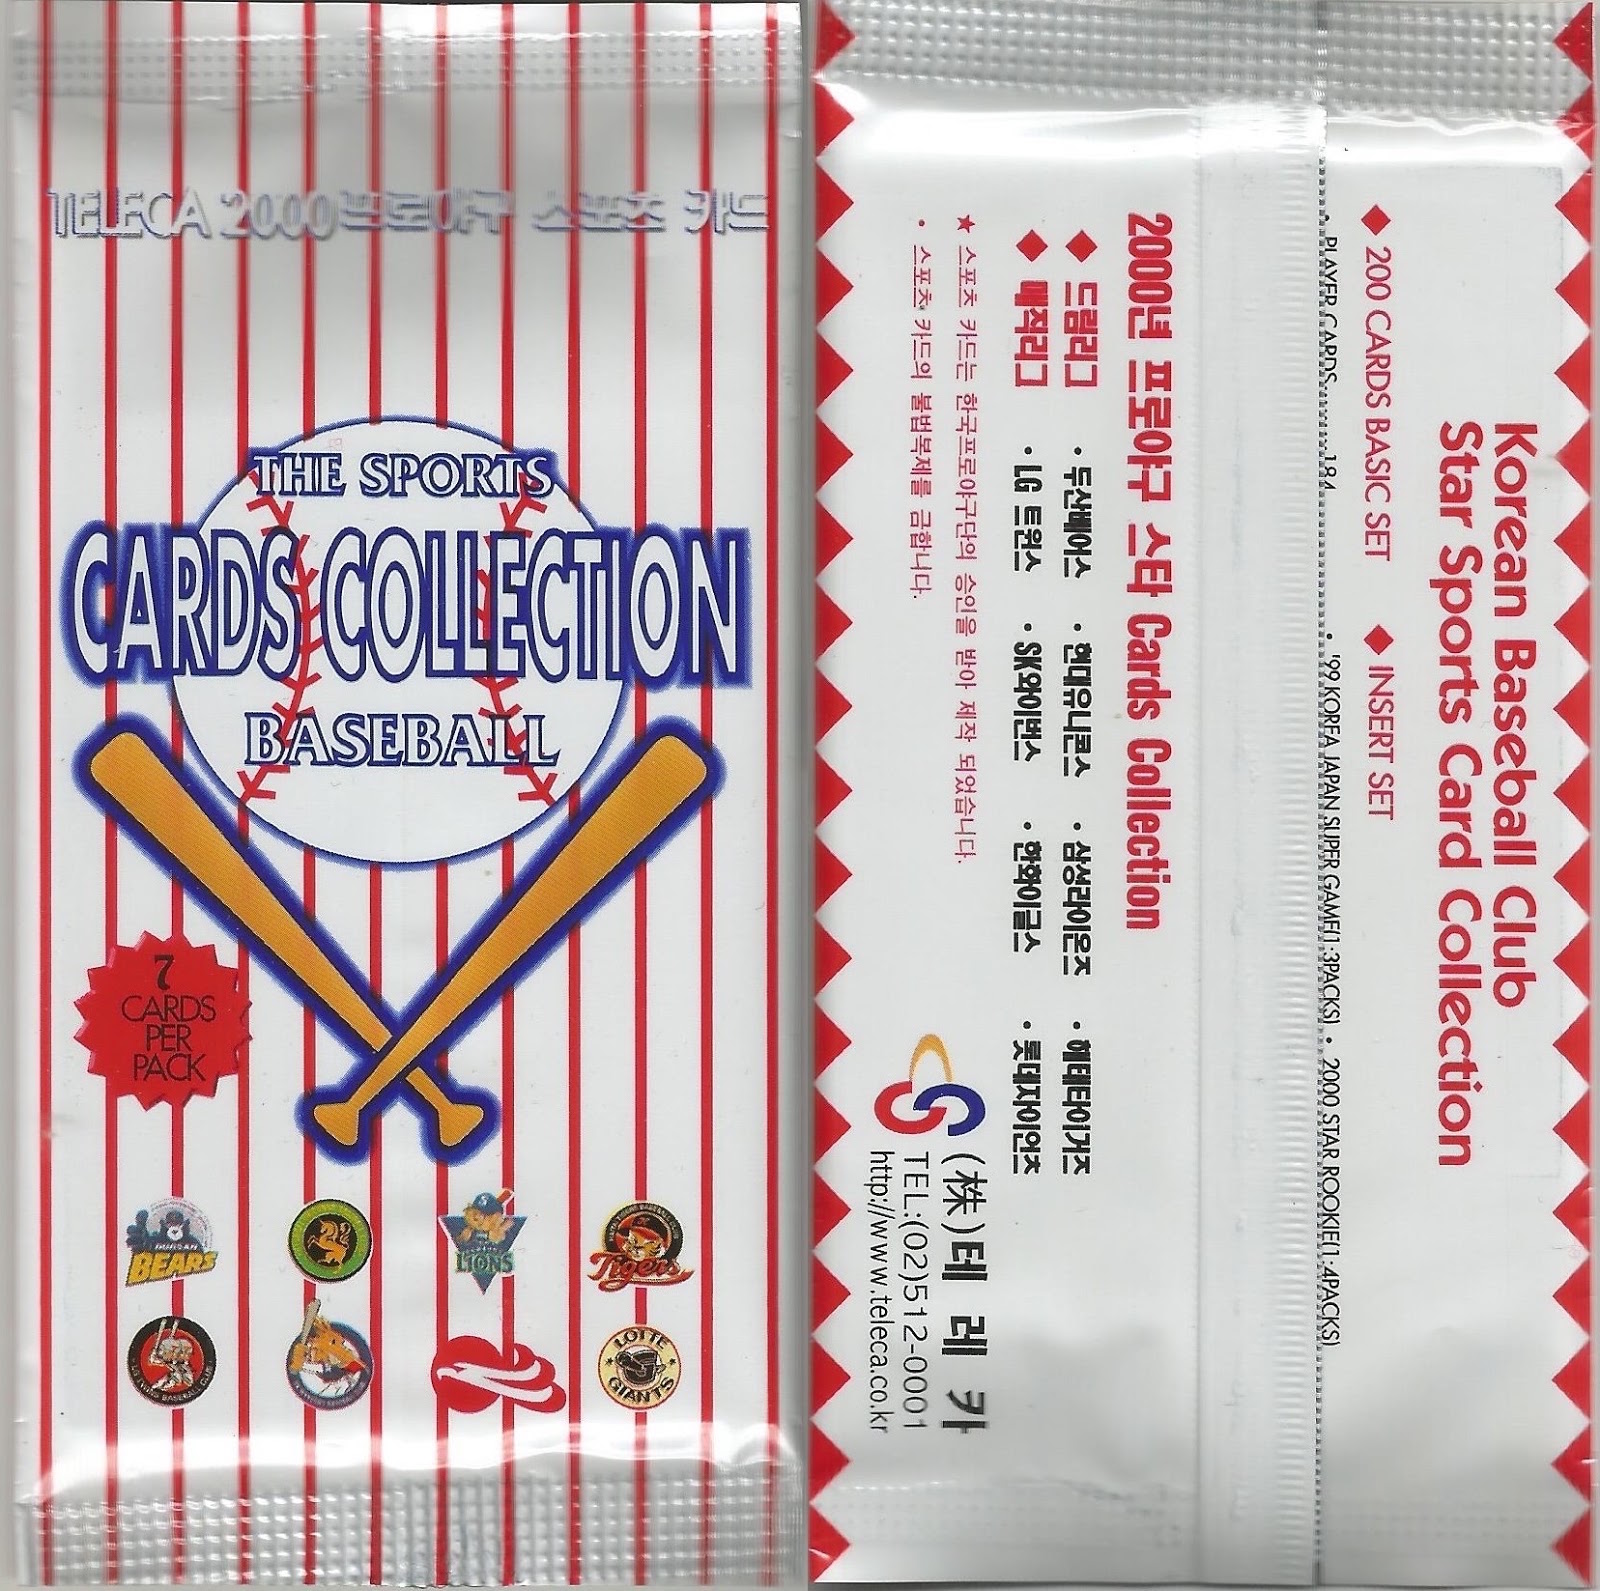 TELECA 2000 프로야구 스포츠 카드
THE SPORTS
CARDS COLLECTION
BASEBALL
7
CARDS
PER
PACK
BEARS
LIONS
Tigers
LOTTE
GIANTS
Korean Baseball Club
Star Sports Card Collection
◆ 200 CARDS BASIC SET ◆ INSERT SET
• PLAYER CARDS 184 • '99 KOREA JAPAN SUPER GAME(1:3PACKS) • 2000 STAR ROOKIE(1:4PACKS)
2000년 프로야구 스타 Cards Collection
◆ 드림리그 • 두산베어스 • 현대유니콘스 • 삼성라이온즈 • 해태타이거즈
◆ 매직리그 • LG 트윈스 • SK와이번스 • 한화이글스 • 롯데자이언츠
★ 스포츠 카드는 한국프로야구단의 승인을 받아 제작 되었습니다.
• 스포츠 카드의 불법복제를 금합니다.
(株)테 레 카
TEL:(02)512-0001
http://www.teleca.co.kr